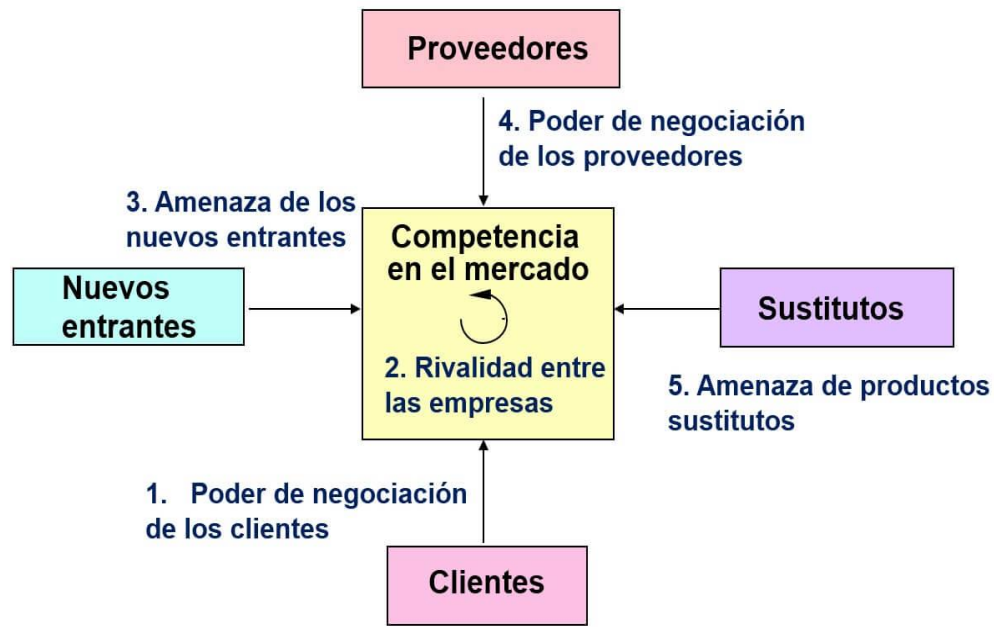 Proveedores
4. Poder de negociación
de los proveedores
3. Amenaza de los
nuevos entrantes
Competencia
en el mercado
Nuevos
entrantes
Sustitutos
2. Rivalidad entre
las empresas
5. Amenaza de productos
sustitutos
1. Poder de negociación
de los clientes
Clientes